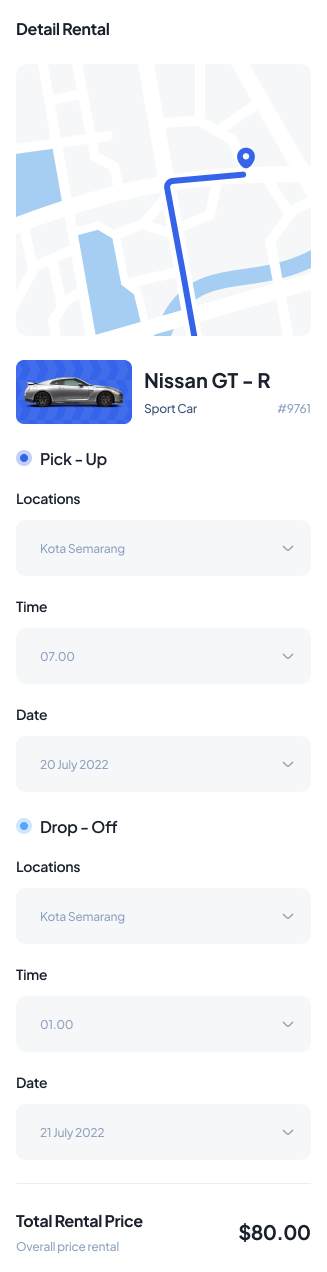 Detail Rental
Nissan GT – R
Sport Car
#9761
Pick - Up
Locations
Kota Semarang
Time
07.00
Date
20 July 2022
Drop - Off
Locations
Kota Semarang
Time
01.00
Date
21 July 2022
Total Rental Price
$80.00
Overall price rental